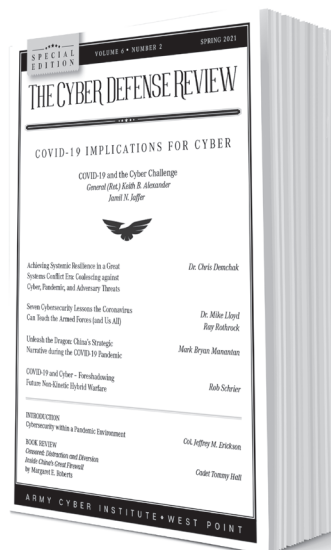 SPECIAL
EDITION
VOLUME 6 • NUMBER 2
SPRING 2021
THE CYBER DEFENSE REVIEW
COVID-19 IMPLICATIONS FOR CYBER
COVID-19 and the Cyber Challenge
General (Ret.) Keith B. Alexander
Jamil N. Jaffer
Achieving Systemic Resilience in a Great
Systems Conflict Era: Coalescing against
Cyber, Pandemic, and Adversary Threats
Dr. Chris Demchak
Seven Cybersecurity Lessons the Coronavirus
Can Teach the Armed Forces (and Us All)
Dr. Mike Lloyd
Ray Rothrock
Unleash the Dragon: China's Strategic
Narrative during the COVID-19 Pandemic
Mark Bryan Manantan
COVID-19 and Cyber – Foreshadowing
Future Non-Kinetic Hybrid Warfare
Rob Schrier
INTRODUCTION
Cybersecurity within a Pandemic Environment
Col. Jeffrey M. Erickson
BOOK REVIEW
Censored: Distraction and Diversion
Inside China's Great Firewall
by Margaret E. Roberts
Cadet Tommy Hall
ARMY CYBER INSTITUTE • WEST POINT